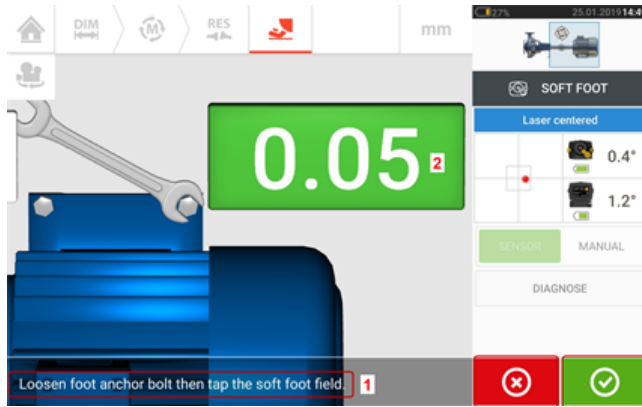 DIM
M
RES
mm
27%
25.01.2019 14:49
SOFT FOOT
Laser centered
0.4°
1.2°
0.05
2
SENSOR
MANUAL
DIAGNOSE
Loosen foot anchor bolt then tap the soft foot field.
1